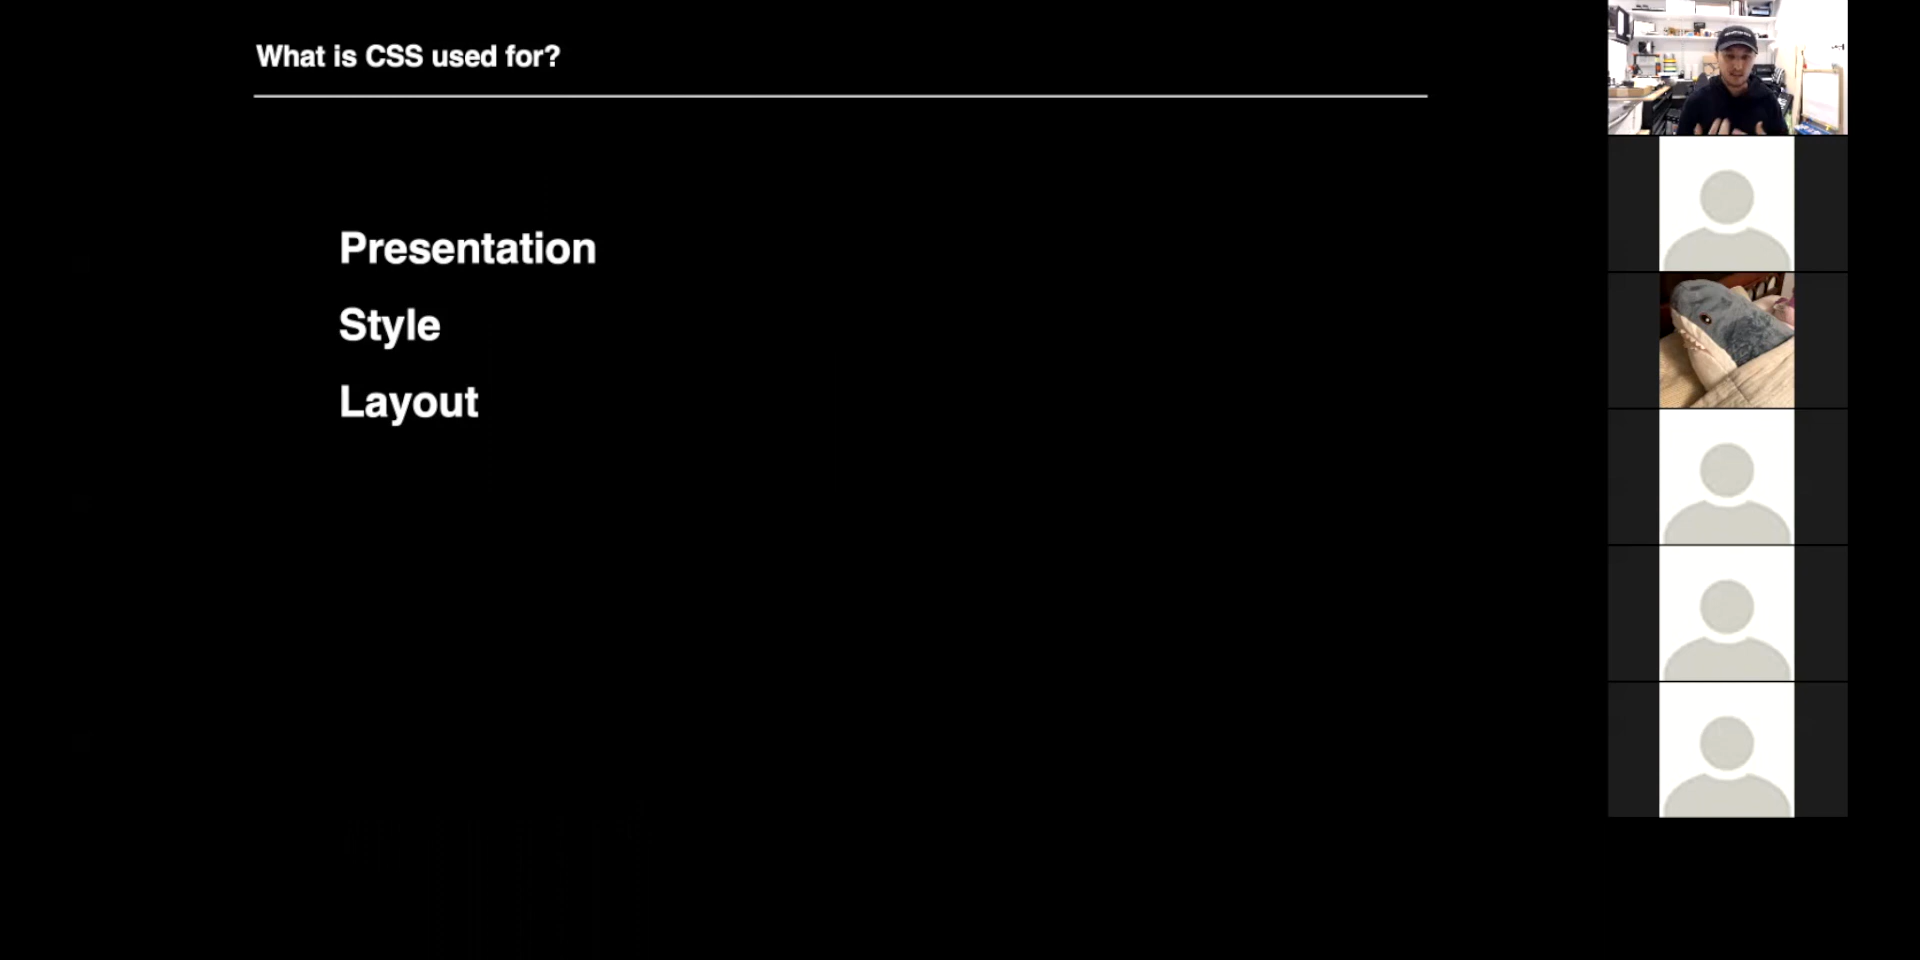 What is CSS used for?
Presentation
Style
Layout